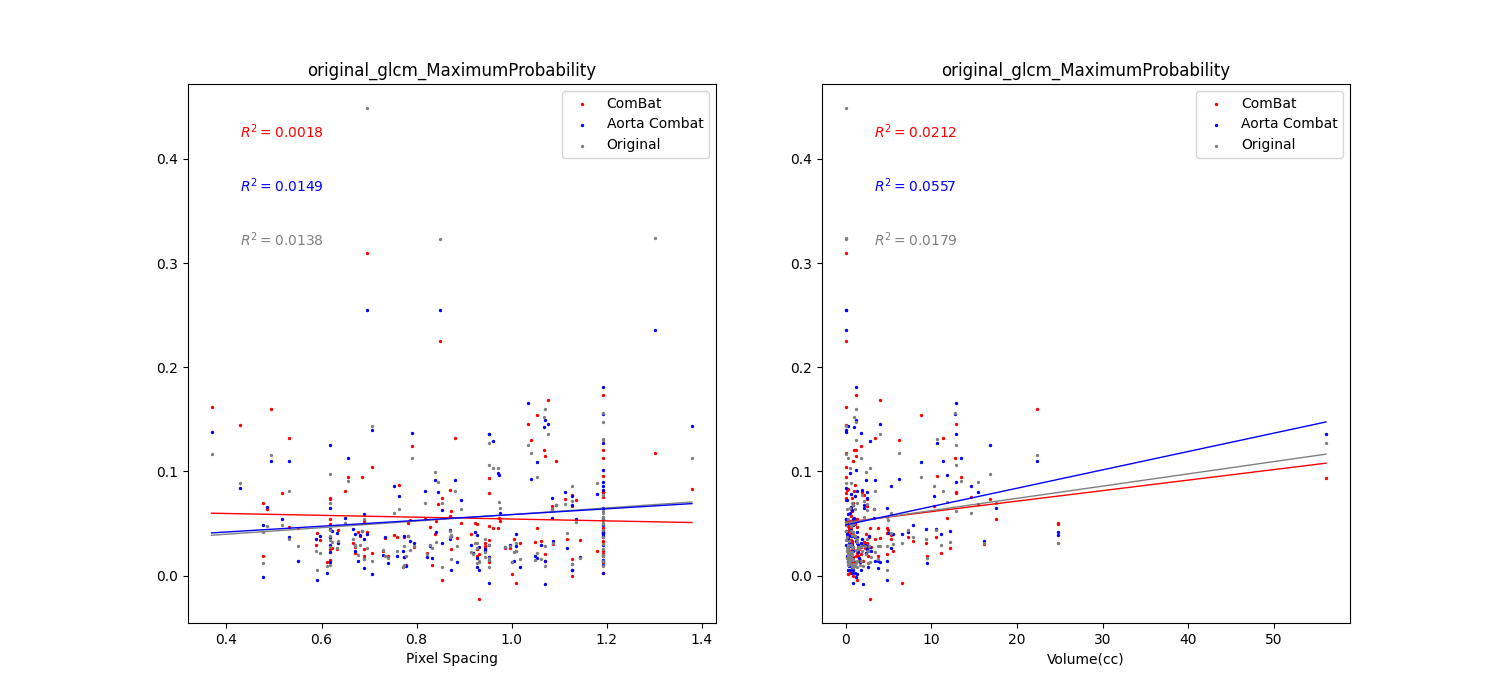 original_glcm_MaximumProbability
ComBat
Aorta Combat
Original
R² = 0.0018
R² = 0.0149
R² = 0.0138
0.4
0.3
0.2
0.1
0.0
0.4 0.6 0.8 1.0 1.2 1.4
Pixel Spacing
original_glcm_MaximumProbability
ComBat
Aorta Combat
Original
R² = 0.0212
R² = 0.0557
R² = 0.0179
0.4
0.3
0.2
0.1
0.0
0 10 20 30 40 50
Volume(cc)